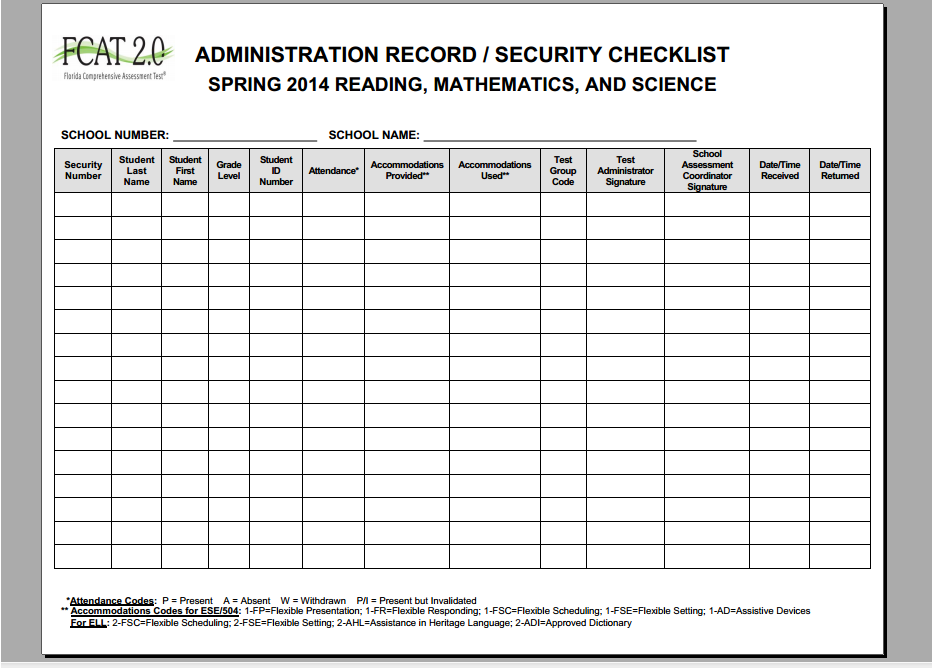 FCAT 2.0
Florida Comprehensive Assessment Test®
ADMINISTRATION RECORD / SECURITY CHECKLIST
SPRING 2014 READING, MATHEMATICS, AND SCIENCE
SCHOOL NUMBER: SCHOOL NAME:
Security Number
Student Last Name
Student First Name
Grade Level
Student ID Number
Attendance*
Accommodations Provided**
Accommodations Used**
Test Group Code
Test Administrator Signature
School Assessment Coordinator Signature
Date/Time Received
Date/Time Returned
*Attendance Codes: P = Present A = Absent W = Withdrawn P/I = Present but Invalidated
** Accommodations Codes for ESE/504: 1-FP=Flexible Presentation; 1-FR=Flexible Responding; 1-FSC=Flexible Scheduling; 1-FSE=Flexible Setting; 1-AD=Assistive Devices
For ELL: 2-FSC=Flexible Scheduling; 2-FSE=Flexible Setting; 2-AHL=Assistance in Heritage Language; 2-ADI=Approved Dictionary